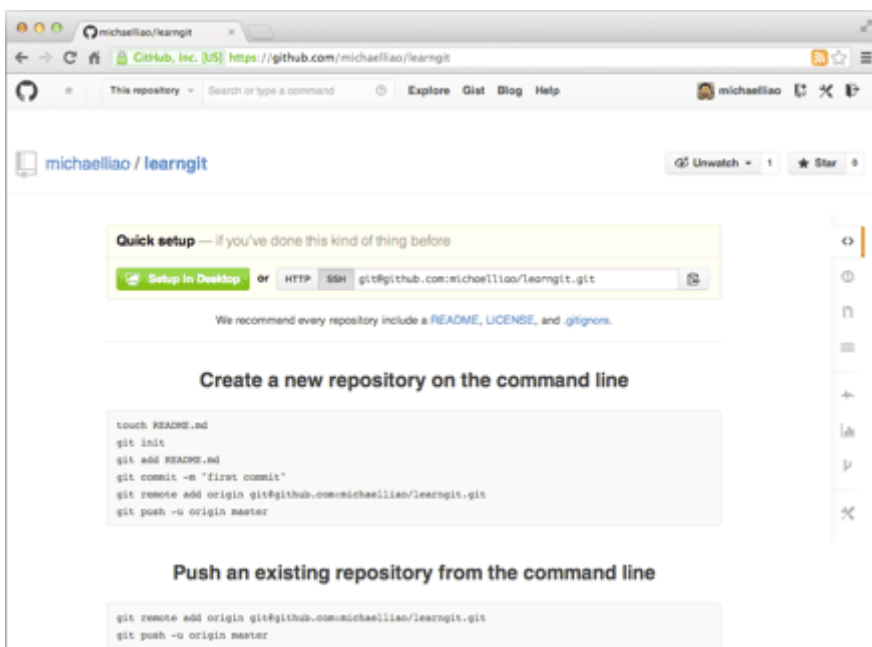 michaelliao/learngit
GitHub, Inc. [US] https://github.com/michaelliao/learngit
This repository Search or type a command Explore Gist Blog Help michaelliao
michaelliao / learngit Unwatch 1 Star 0
Quick setup — if you've done this kind of thing before
Setup in Desktop or HTTP SSH git@github.com:michaelliao/learngit.git
We recommend every repository include a README, LICENSE, and .gitignore.
Create a new repository on the command line
touch README.md
git init
git add README.md
git commit -m "first commit"
git remote add origin git@github.com:michaelliao/learngit.git
git push -u origin master
Push an existing repository from the command line
git remote add origin git@github.com:michaelliao/learngit.git
git push -u origin master